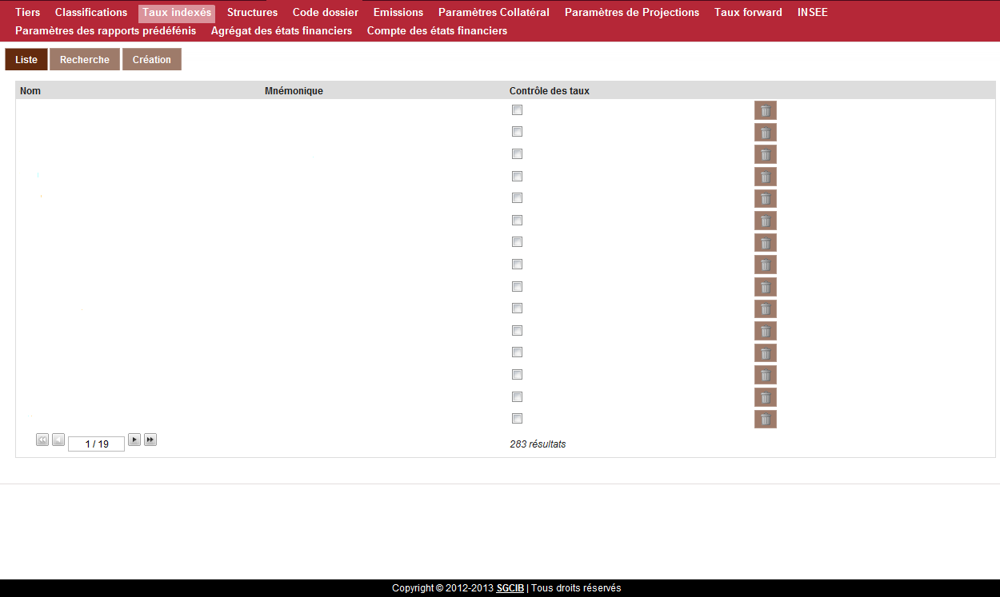 Tiers Classifications Taux indexés Structures Code dossier Emissions Paramètres Collatéral Paramètres de Projections Taux forward INSEE
Paramètres des rapports prédéfénis Agrégat des états financiers Compte des états financiers
Liste Recherche Création
Nom Mnémonique Contrôle des taux
1 / 19 283 résultats
Copyright © 2012-2013 SGCIB | Tous droits réservés